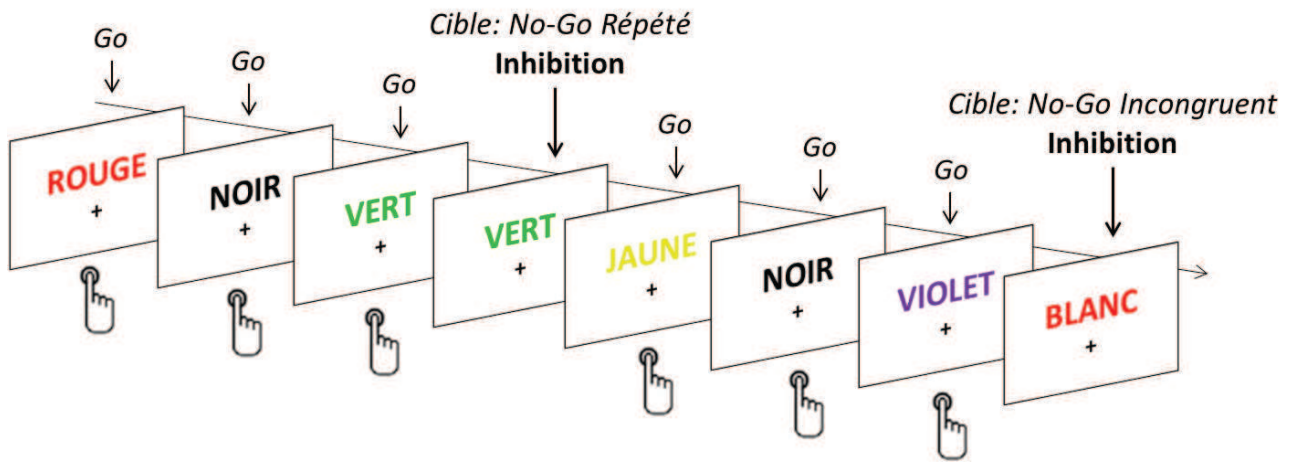 Cible: No-Go Répété
Inhibition
Go
Go
Go
Cible: No-Go Incongruent
Inhibition
Go
Go
Go
ROUGE
+
NOIR
+
VERT
+
VERT
+
JAUNE
+
NOIR
+
VIOLET
+
BLANC
+